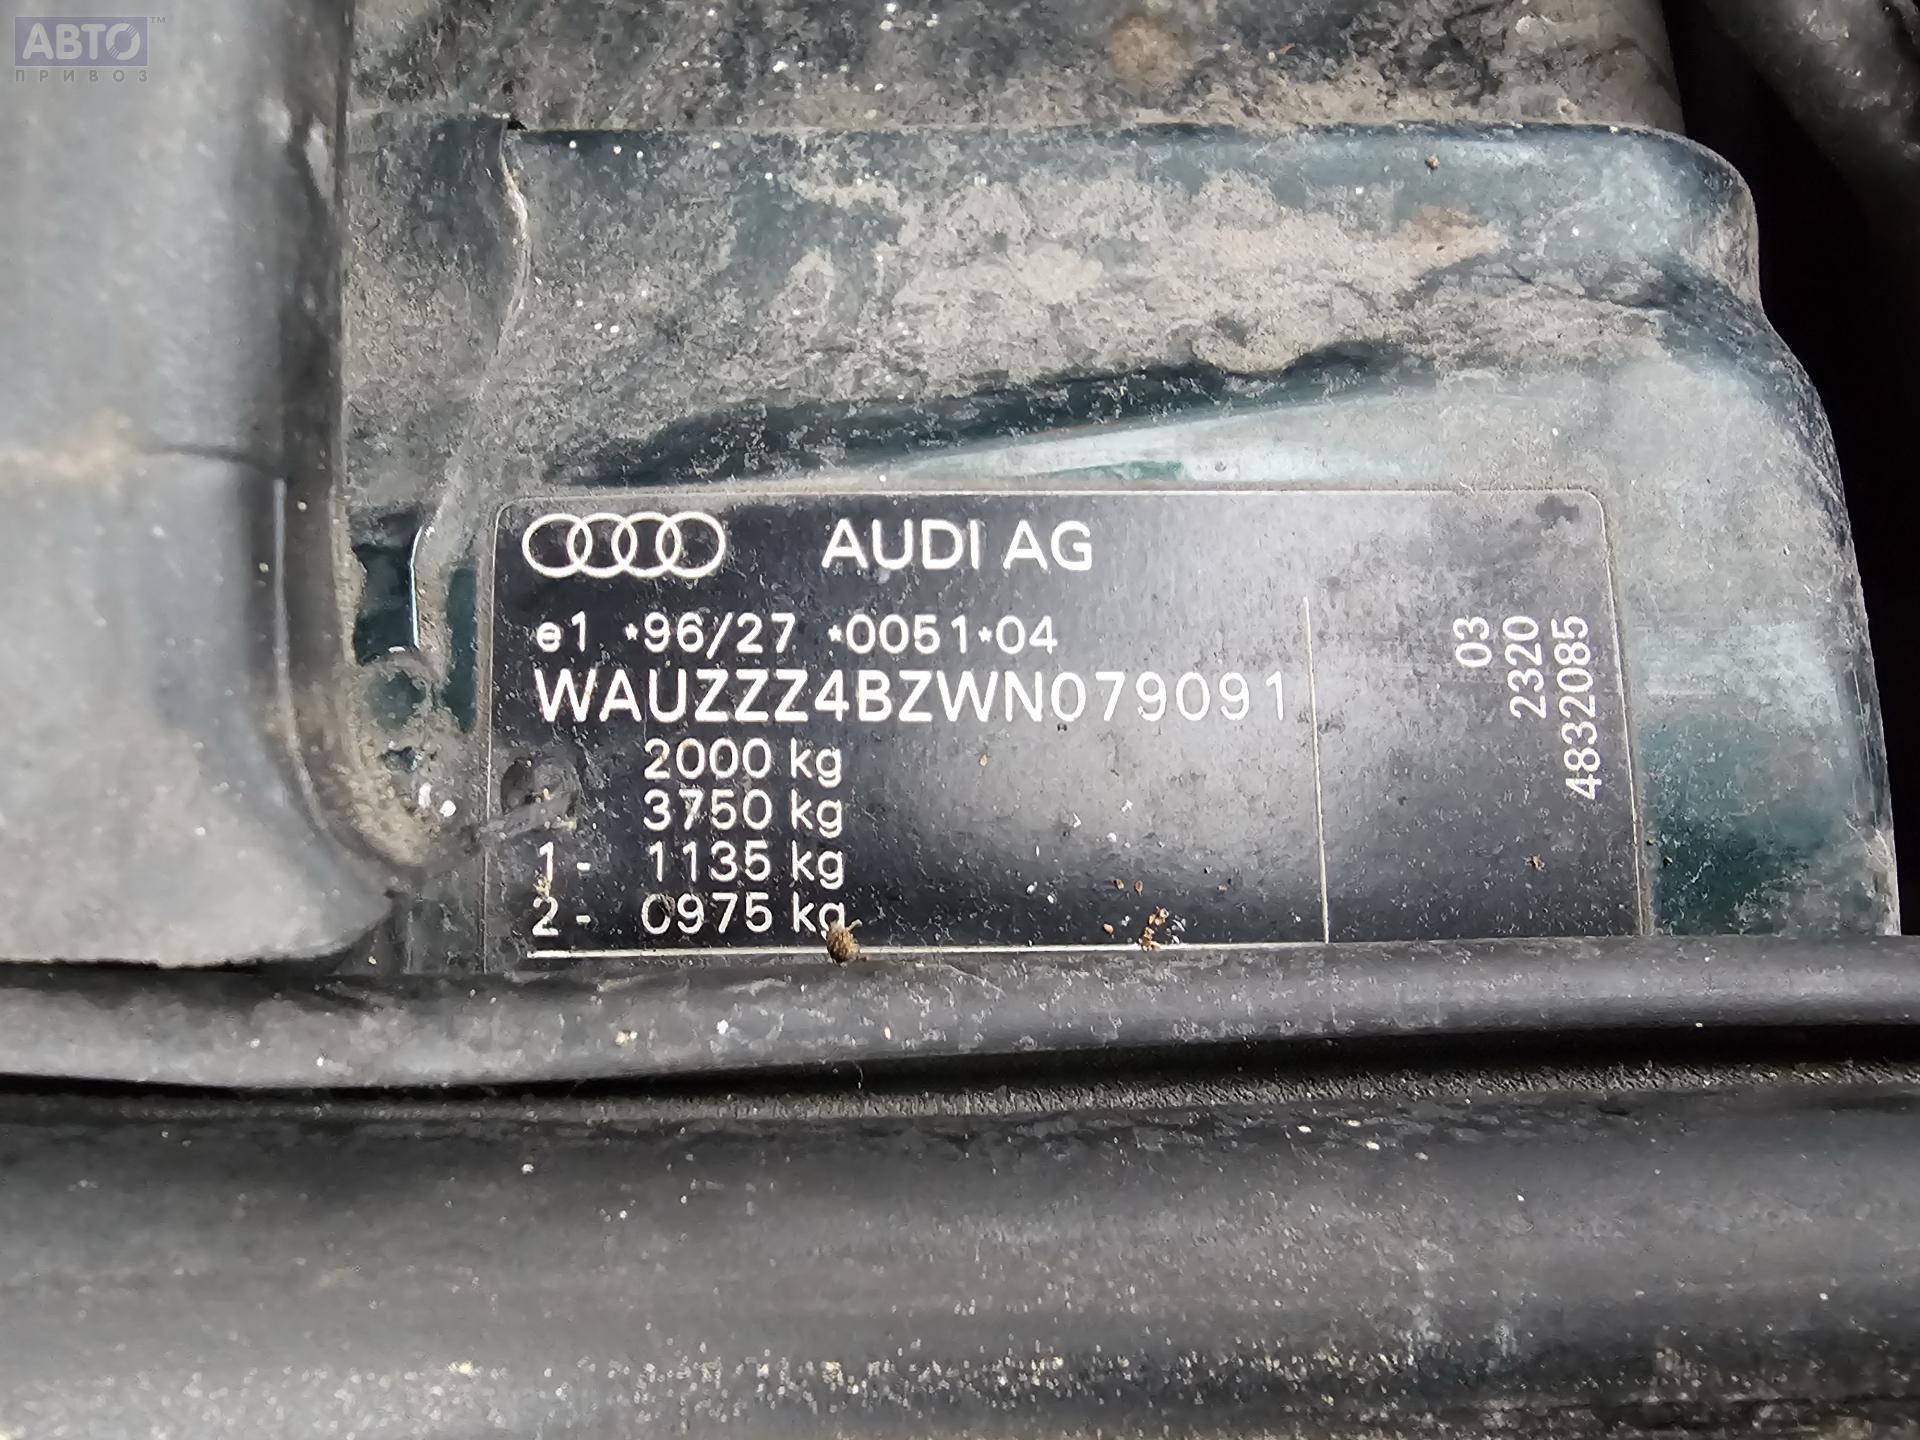 АВТО™
ПРИВОЗ
AUDI AG
e1 *96/27 *0051*04
WAUZZZ4BZWN079091
2000 kg
3750 kg
1- 1135 kg
2- 0975 kg
03
2320
4832085